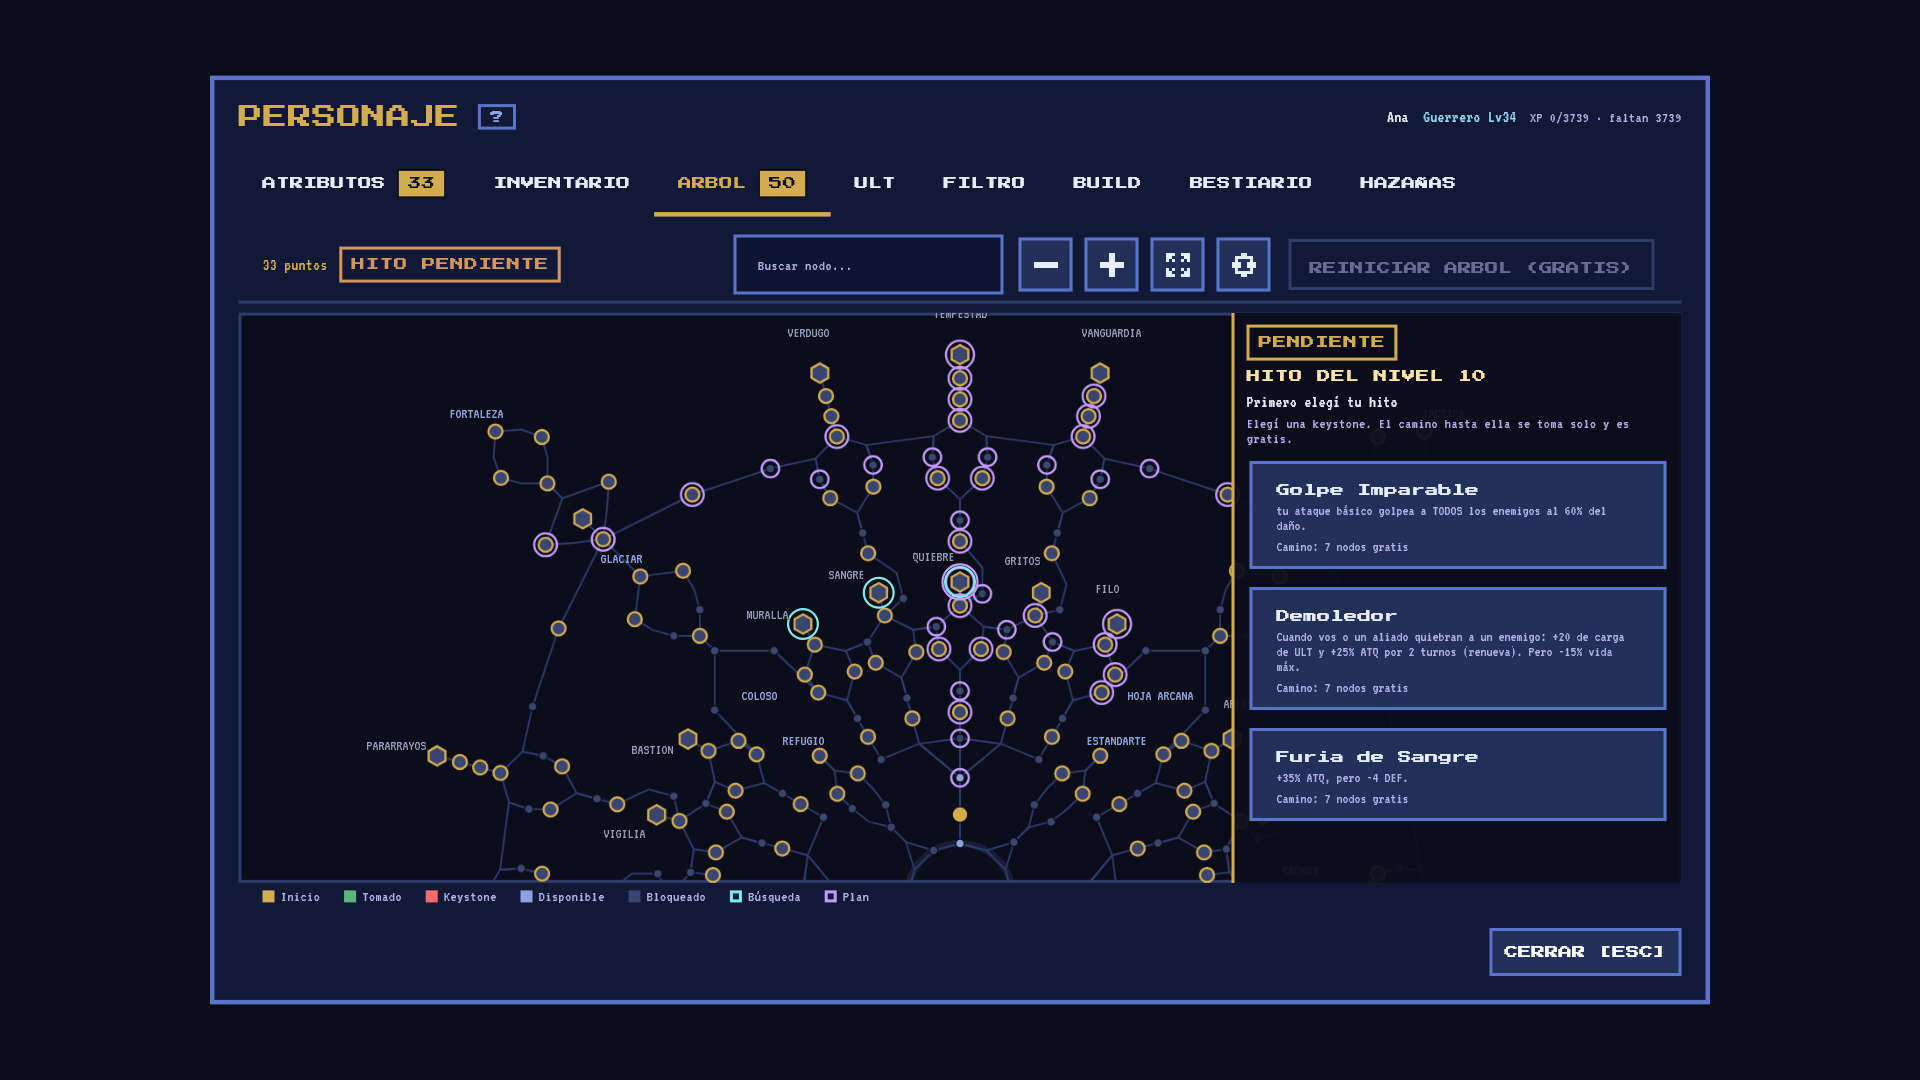 PERSONAJE ?
Ana Guerrero Lv34 XP 0/3739 · faltan 3739
ATRIBUTOS 33 INVENTARIO ARBOL 50 ULT FILTRO BUILD BESTIARIO HAZAÑAS
33 puntos HITO PENDIENTE
Buscar nodo...
REINICIAR ARBOL (GRATIS)
TEMPESTAD
VERDUGO
VANGUARDIA
FORTALEZA
GLACIAR
QUIEBRE
GRITOS
SANGRE
FILO
MURALLA
COLOSO
HOJA ARCANA
PARARRAYOS
BASTION
REFUGIO
ESTANDARTE
VIGILIA
PENDIENTE
HITO DEL NIVEL 10
Primero elegí tu hito
TACTICA
Elegí una keystone. El camino hasta ella se toma solo y es
gratis.
Golpe Imparable
tu ataque básico golpea a TODOS los enemigos al 60% del
daño.
Camino: 7 nodos gratis
Demoledor
Cuando vos o un aliado quiebran a un enemigo: +20 de carga
de ULT y +25% ATQ por 2 turnos (renueva). Pero -15% vida
máx.
Camino: 7 nodos gratis
Furia de Sangre
+35% ATQ, pero -4 DEF.
Camino: 7 nodos gratis
CRONOS
Inicio Tomado Keystone Disponible Bloqueado Búsqueda Plan
CERRAR [ESC]